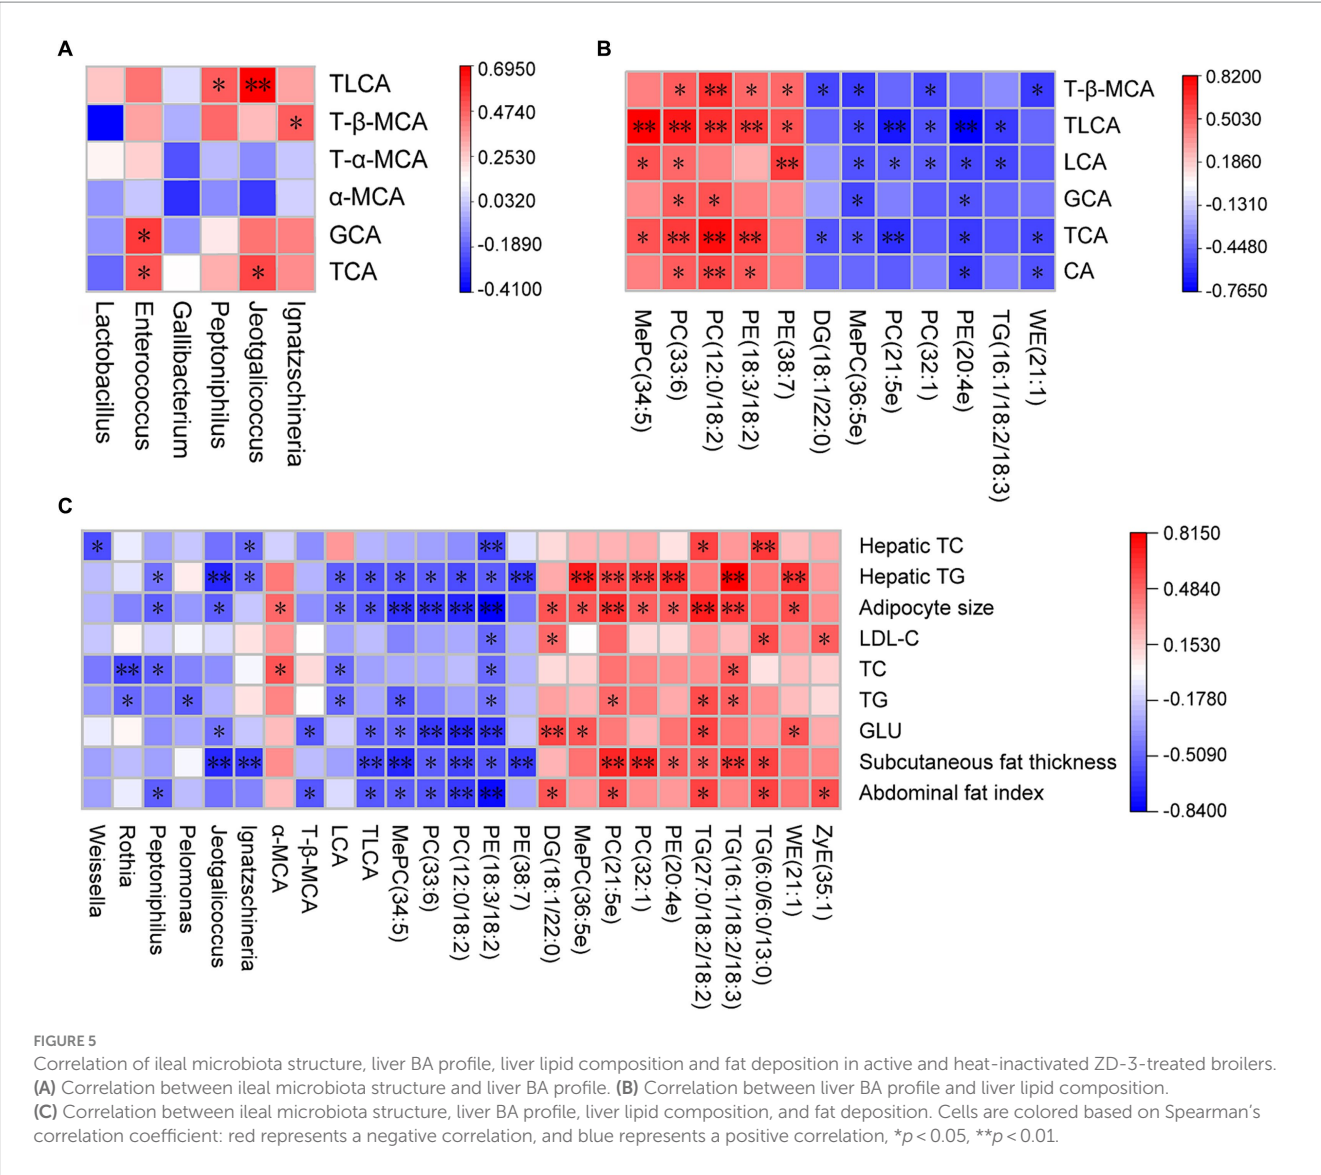 A
TLCA
T-β-MCA
T-α-MCA
α-MCA
GCA
TCA
* **
*
*
* *
0.6950
0.4740
0.2530
0.0320
-0.1890
-0.4100
Lactobacillus
Enterococcus
Gallibacterium
Peptoniphilus
Jeotgalicoccus
Ignatzschineria
B
* ** * * * * * * T-β-MCA
** ** ** ** * * ** * ** * TLCA
* * ** * * * * * LCA
* * * * GCA
* ** ** ** * * ** * * TCA
* ** * * * CA
0.8200
0.5030
0.1860
-0.1310
-0.4480
-0.7650
MePC(34:5)
PC(33:6)
PC(12:0/18:2)
PE(18:3/18:2)
PE(38:7)
DG(18:1/22:0)
MePC(36:5e)
PC(21:5e)
PC(32:1)
PE(20:4e)
TG(16:1/18:2/18:3)
WE(21:1)
C
* * ** * ** Hepatic TC
* ** * * * * * * * ** ** ** ** ** ** ** Hepatic TG
* * * * * ** ** ** ** * * ** * * ** ** * Adipocyte size
* * * * LDL-C
** * * * * * TC
* * * * * * * * TG
* * * * ** ** ** ** * * * GLU
** ** ** ** * ** * ** ** ** * * ** * Subcutaneous fat thickness
* * * * * ** ** * * * * * Abdominal fat index
0.8150
0.4840
0.1530
-0.1780
-0.5090
-0.8400
Weissella
Rothia
Peptoniphilus
Pelomonas
Jeotgalicoccus
Ignatzschineria
α-MCA
T-β-MCA
LCA
TLCA
MePC(34:5)
PC(33:6)
PC(12:0/18:2)
PE(18:3/18:2)
PE(38:7)
DG(18:1/22:0)
MePC(36:5e)
PC(21:5e)
PC(32:1)
PE(20:4e)
TG(27:0/18:2/18:2)
TG(16:1/18:2/18:3)
TG(6:0/6:0/13:0)
WE(21:1)
ZyE(35:1)
FIGURE 5
Correlation of ileal microbiota structure, liver BA profile, liver lipid composition and fat deposition in active and heat-inactivated ZD-3-treated broilers.
(A) Correlation between ileal microbiota structure and liver BA profile. (B) Correlation between liver BA profile and liver lipid composition.
(C) Correlation between ileal microbiota structure, liver BA profile, liver lipid composition, and fat deposition. Cells are colored based on Spearman's
correlation coefficient: red represents a negative correlation, and blue represents a positive correlation, *p < 0.05, **p < 0.01.